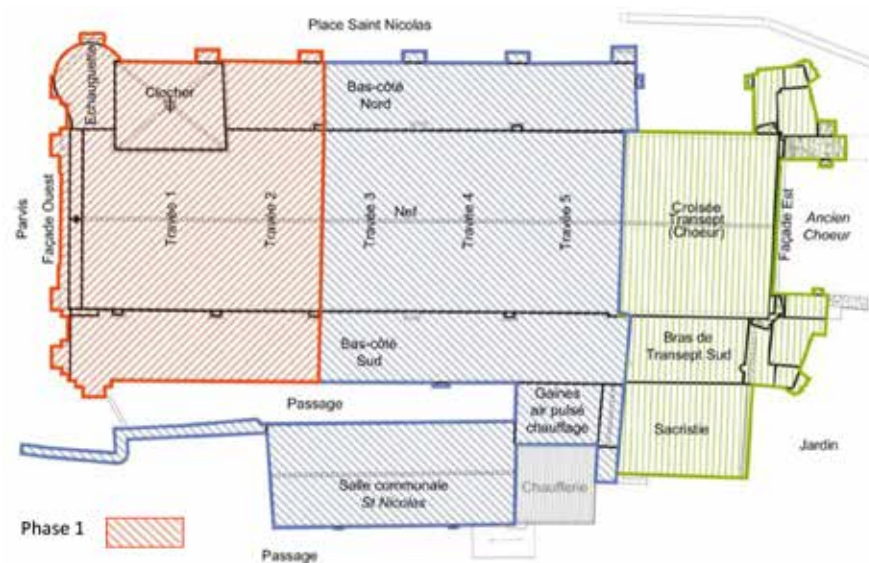 Place Saint Nicolas
Echauguette
Clocher
Bas-côté
Nord
Parvis
Façade Ouest
Travée 1
Travée 2
Travée 3
Nef
Travée 4
Travée 5
Croisée
Transept
(Choeur)
Façade Est
Ancien
Choeur
Bas-côté
Sud
Bras de
Transept Sud
Passage
Gaines
air pulsé
chauffage
Sacristie
Jardin
Salle communale
St Nicolas
Chaufferie
Phase 1
Passage